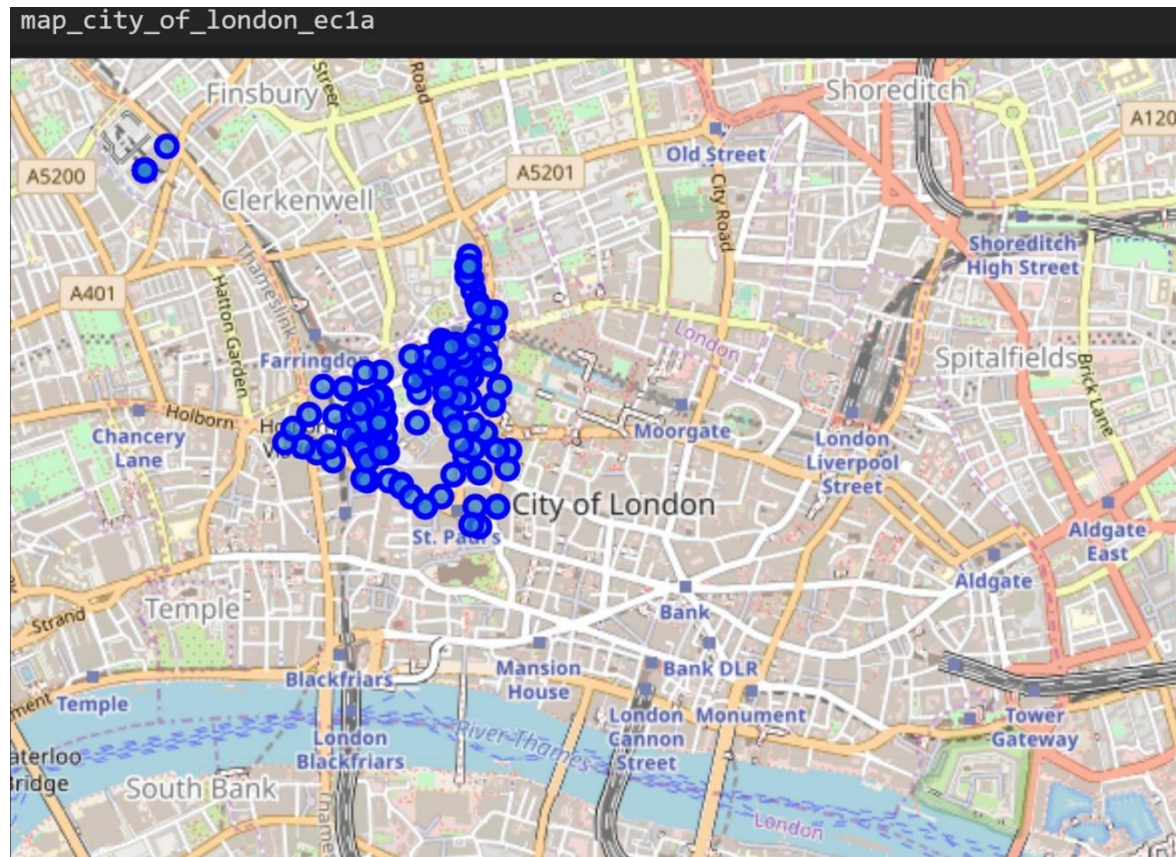 map_city_of_london_ec1a
Finsbury
Road
Shoreditch
A120
Old Street
A5201
A5200
Clerkenwell
City Road
Shoreditch
High Street
Thameslink
Hatton Garden
A401
London
Farringdon
Spitalfields
Brick Lane
Holborn
Chancery
Lane
Moorgate
London
Liverpool
Street
City of London
St. Paul's
Aldgate
East
Aldgate
Temple
Strand
Bank
Mansion
House
Bank DLR
Blackfriars
Temple
London
Blackfriars
River Thames
London
Cannon
Street
Monument
Tower
Gateway
aterloo
Bridge
South Bank
London